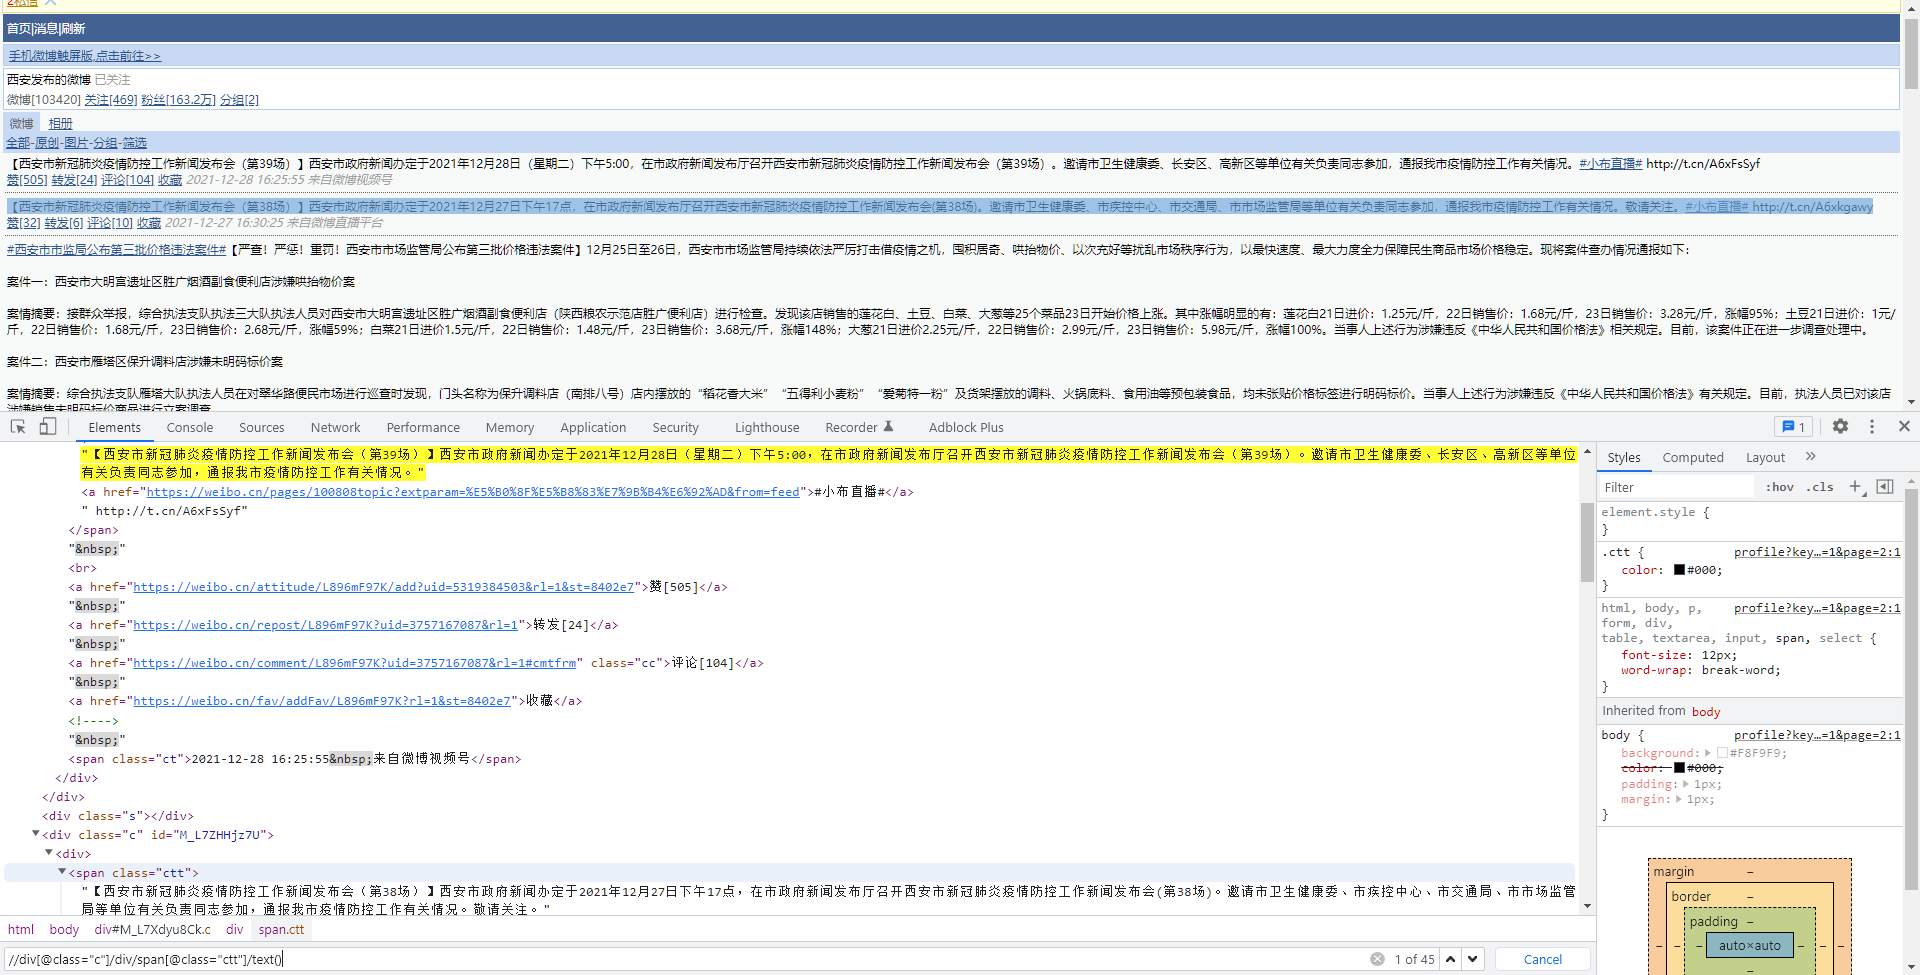 2私信
首页|消息|刷新
手机微博触屏版,点击前往>>
西安发布的微博 已关注
微博[103420] 关注[469] 粉丝[163.2万] 分组[2]
微博 相册
全部-原创-图片-分组-筛选
【西安市新冠肺炎疫情防控工作新闻发布会（第39场）】西安市政府新闻办定于2021年12月28日（星期二）下午5:00，在市政府新闻发布厅召开西安市新冠肺炎疫情防控工作新闻发布会（第39场）。邀请市卫生健康委、长安区、高新区等单位有关负责同志参加，通报我市疫情防控工作有关情况。#小布直播# http://t.cn/A6xFsSyf
赞[505] 转发[24] 评论[104] 收藏 2021-12-28 16:25:55 来自微博视频号
【西安市新冠肺炎疫情防控工作新闻发布会（第38场）】西安市政府新闻办定于2021年12月27日下午17点，在市政府新闻发布厅召开西安市新冠肺炎疫情防控工作新闻发布会(第38场)。邀请市卫生健康委、市疾控中心、市交通局、市市场监管局等单位有关负责同志参加，通报我市疫情防控工作有关情况。敬请关注。#小布直播# http://t.cn/A6xkgawy
赞[32] 转发[6] 评论[10] 收藏 2021-12-27 16:30:25 来自微博直播平台
#西安市市监局公布第三批价格违法案件#【严查！严惩！重罚！西安市市场监管局公布第三批价格违法案件】12月25日至26日，西安市市场监管局持续依法严厉打击借疫情之机，囤积居奇、哄抬物价、以次充好等扰乱市场秩序行为，以最快速度、最大力度全力保障民生商品市场价格稳定。现将案件查办情况通报如下：
案件一：西安市大明宫遗址区胜广烟酒副食便利店涉嫌哄抬物价案
案情摘要：接群众举报，综合执法支队执法三大队执法人员对西安市大明宫遗址区胜广烟酒副食便利店（陕西粮农示范店胜广便利店）进行检查。发现该店销售的莲花白、土豆、白菜、大葱等25个菜品23日开始价格上涨。其中涨幅明显的有：莲花白21日进价：1.25元/斤，22日销售价：1.68元/斤，23日销售价：3.28元/斤，涨幅95%；土豆21日进价：1元/
斤，22日销售价：1.68元/斤，23日销售价：2.68元/斤，涨幅59%；白菜21日进价1.5元/斤，22日销售价：1.48元/斤，23日销售价：3.68元/斤，涨幅148%；大葱21日进价2.25元/斤，22日销售价：2.99元/斤，23日销售价：5.98元/斤，涨幅100%。当事人上述行为涉嫌违反《中华人民共和国价格法》相关规定。目前，该案件正在进一步调查处理中。
案件二：西安市雁塔区保升调料店涉嫌未明码标价案
案情摘要：综合执法支队雁塔大队执法人员在对翠华路便民市场进行巡查时发现，门头名称为保升调料店（南排八号）店内摆放的“稻花香大米”“五得利小麦粉”“爱菊特一粉”及货架摆放的调料、火锅底料、食用油等预包装食品，均未张贴价格标签进行明码标价。当事人上述行为涉嫌违反《中华人民共和国价格法》有关规定。目前，执法人员已对该店
涉嫌销售未明码标价商品进行立案调查
Elements Console Sources Network Performance Memory Application Security Lighthouse Recorder Adblock Plus 1
"【西安市新冠肺炎疫情防控工作新闻发布会（第39场）】西安市政府新闻办定于2021年12月28日（星期二）下午5:00，在市政府新闻发布厅召开西安市新冠肺炎疫情防控工作新闻发布会（第39场）。邀请市卫生健康委、长安区、高新区等单位
有关负责同志参加，通报我市疫情防控工作有关情况。"
<a href="https://weibo.cn/pages/100808topic?extparam=%E5%B0%8F%E5%B8%83%E7%9B%B4%E6%92%AD&from=feed">#小布直播#</a>
" http://t.cn/A6xFsSyf"
</span>
"&nbsp;"
<br>
<a href="https://weibo.cn/attitude/L896mF97K/add?uid=5319384503&rl=1&st=8402e7">赞[505]</a>
"&nbsp;"
<a href="https://weibo.cn/repost/L896mF97K?uid=3757167087&rl=1">转发[24]</a>
"&nbsp;"
<a href="https://weibo.cn/comment/L896mF97K?uid=3757167087&rl=1#cmtfrm" class="cc">评论[104]</a>
"&nbsp;"
<a href="https://weibo.cn/fav/addFav/L896mF97K?rl=1&st=8402e7">收藏</a>
<!---->
"&nbsp;"
<span class="ct">2021-12-28 16:25:55&nbsp;来自微博视频号</span>
</div>
</div>
<div class="s"></div>
<div class="c" id="M_L7ZHHjz7U">
<div>
<span class="ctt">
"【西安市新冠肺炎疫情防控工作新闻发布会（第38场）】西安市政府新闻办定于2021年12月27日下午17点，在市政府新闻发布厅召开西安市新冠肺炎疫情防控工作新闻发布会(第38场)。邀请市卫生健康委、市疾控中心、市交通局、市市场监管
局等单位有关负责同志参加，通报我市疫情防控工作有关情况。敬请关注。"
html body div#M_L7Xdyu8Ck.c div span.ctt
//div[@class="c"]/div/span[@class="ctt"]/text()
1 of 45 Cancel
Styles Computed Layout >>
Filter :hov .cls +
element.style {
}
.ctt { profile?key…=1&page=2:1
color: #000;
}
html, body, p, profile?key…=1&page=2:1
form, div,
table, textarea, input, span, select {
font-size: 12px;
word-wrap: break-word;
}
Inherited from body
body { profile?key…=1&page=2:1
background: #F8F9F9;
color: #000;
padding: 1px;
margin: 1px;
}
margin –
border –
padding –
– – – auto×auto – – –
–